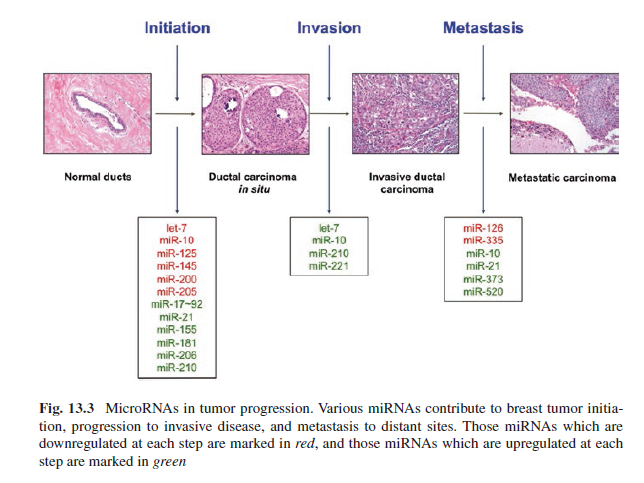 Initiation Invasion Metastasis
Normal ducts
Ductal carcinoma
in situ
Invasive ductal
carcinoma
Metastatic carcinoma
let-7
miR-10
miR-125
miR-145
miR-200
miR-205
miR-17~92
miR-21
miR-155
miR-181
miR-206
miR-210
let-7
miR-10
miR-210
miR-221
miR-126
miR-335
miR-10
miR-21
miR-373
miR-520
Fig. 13.3 MicroRNAs in tumor progression. Various miRNAs contribute to breast tumor initia-
tion, progression to invasive disease, and metastasis to distant sites. Those miRNAs which are
downregulated at each step are marked in red, and those miRNAs which are upregulated at each
step are marked in green